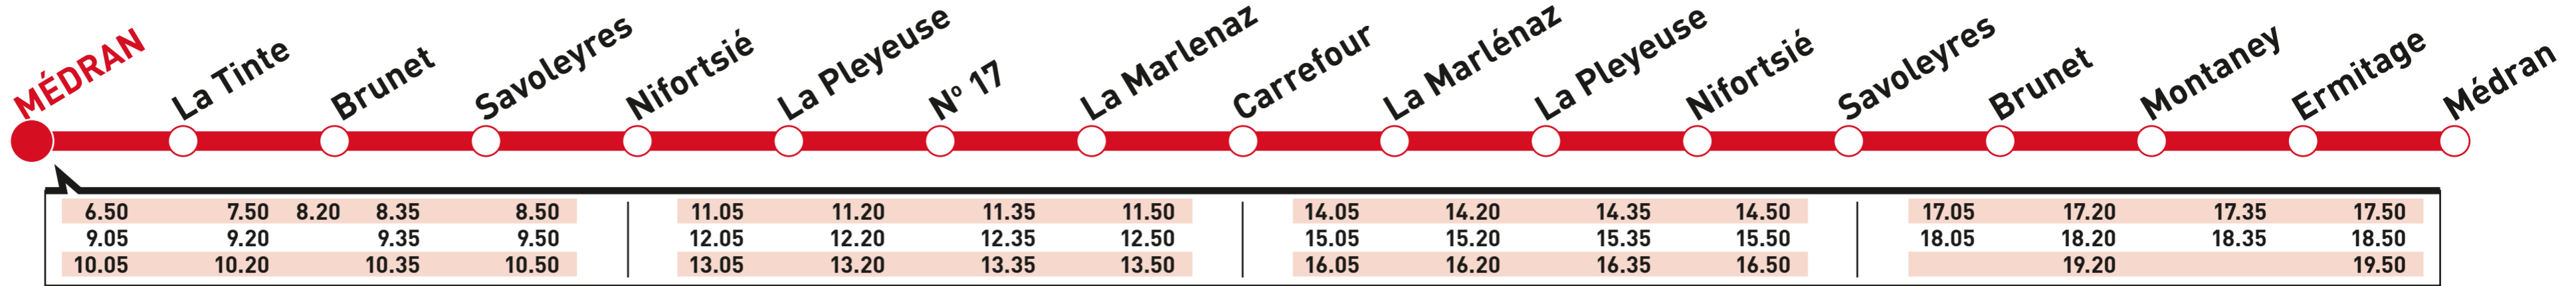 MÉDRAN
La Tinte
Brunet
Savoleyres
Nifortsié
La Pleyeuse
Nº 17
La Marlenaz
Carrefour
La Marlénaz
La Pleyeuse
Nifortsié
Savoleyres
Brunet
Montaney
Ermitage
Médran
6.50 7.50 8.20 8.35 8.50 11.05 11.20 11.35 11.50 14.05 14.20 14.35 14.50 17.05 17.20 17.35 17.50
9.05 9.20 9.35 9.50 12.05 12.20 12.35 12.50 15.05 15.20 15.35 15.50 18.05 18.20 18.35 18.50
10.05 10.20 10.35 10.50 13.05 13.20 13.35 13.50 16.05 16.20 16.35 16.50 19.20 19.50